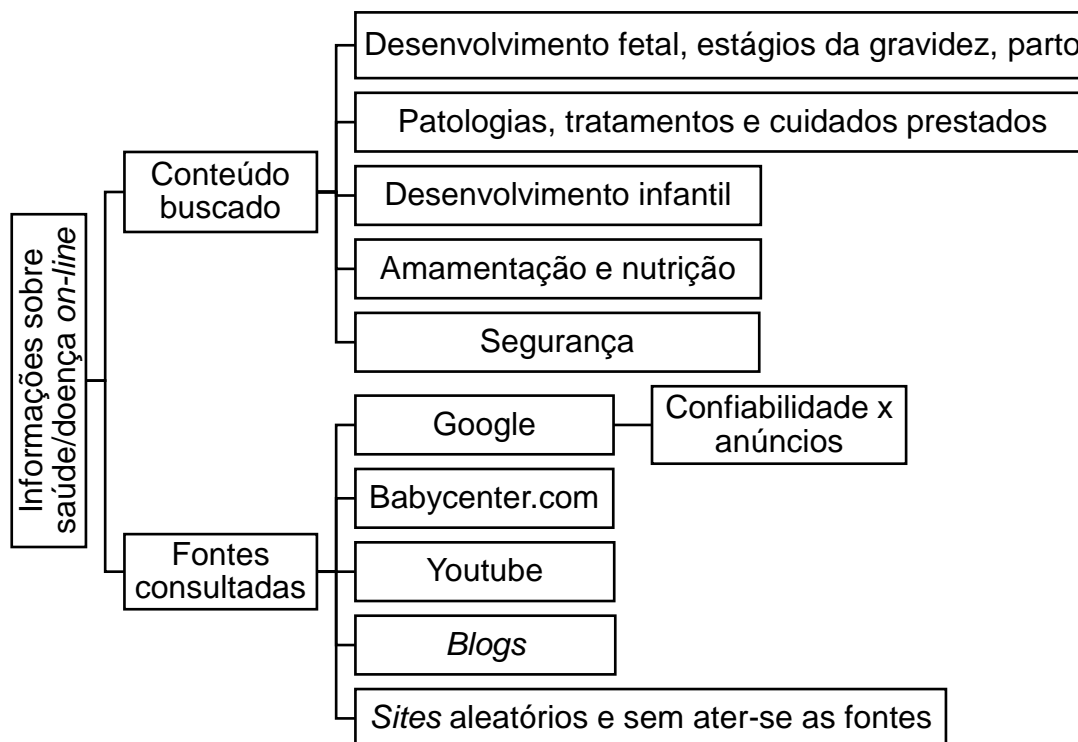 Informações sobre
saúde/doença on-line
Conteúdo
buscado
Desenvolvimento fetal, estágios da gravidez, parto
Patologias, tratamentos e cuidados prestados
Desenvolvimento infantil
Amamentação e nutrição
Segurança
Fontes
consultadas
Google
Confiabilidade x
anúncios
Babycenter.com
Youtube
Blogs
Sites aleatórios e sem ater-se as fontes